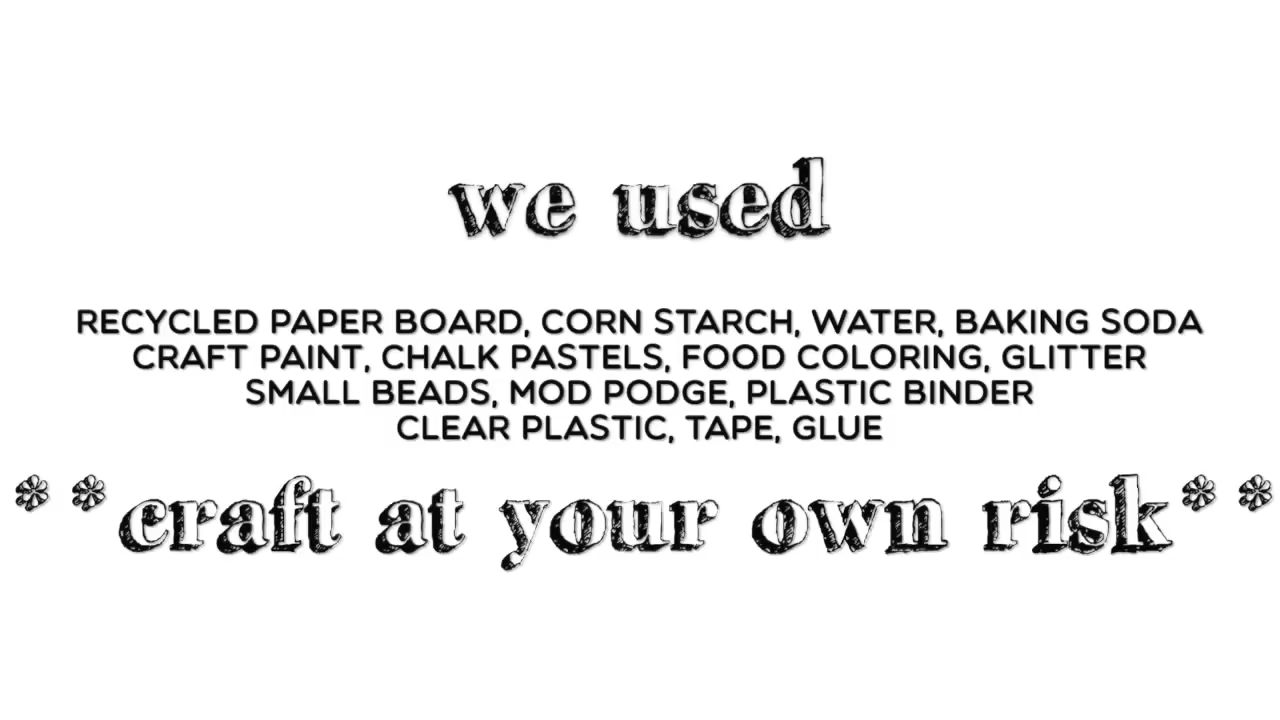 we used
RECYCLED PAPER BOARD, CORN STARCH, WATER, BAKING SODA
CRAFT PAINT, CHALK PASTELS, FOOD COLORING, GLITTER
SMALL BEADS, MOD PODGE, PLASTIC BINDER
CLEAR PLASTIC, TAPE, GLUE
**craft at your own risk**